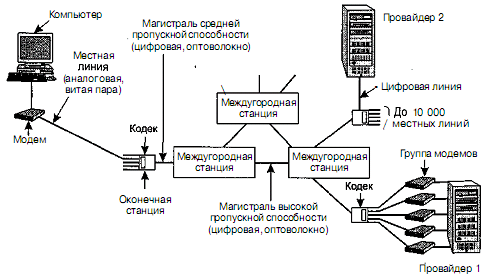 Компьютер
Магистраль средней
пропускной способности
(цифровая, оптоволокно)
Провайдер 2
Местная
линия
(аналоговая,
витая пара)
Цифровая линия
Междугородная
станция
До 10 000
местных линий
Модем
Кодек
Междугородная
станция
Междугородная
станция
Группа модемов
Кодек
Оконечная
станция
Магистраль высокой
пропускной способности
(цифровая, оптоволокно)
Провайдер 1